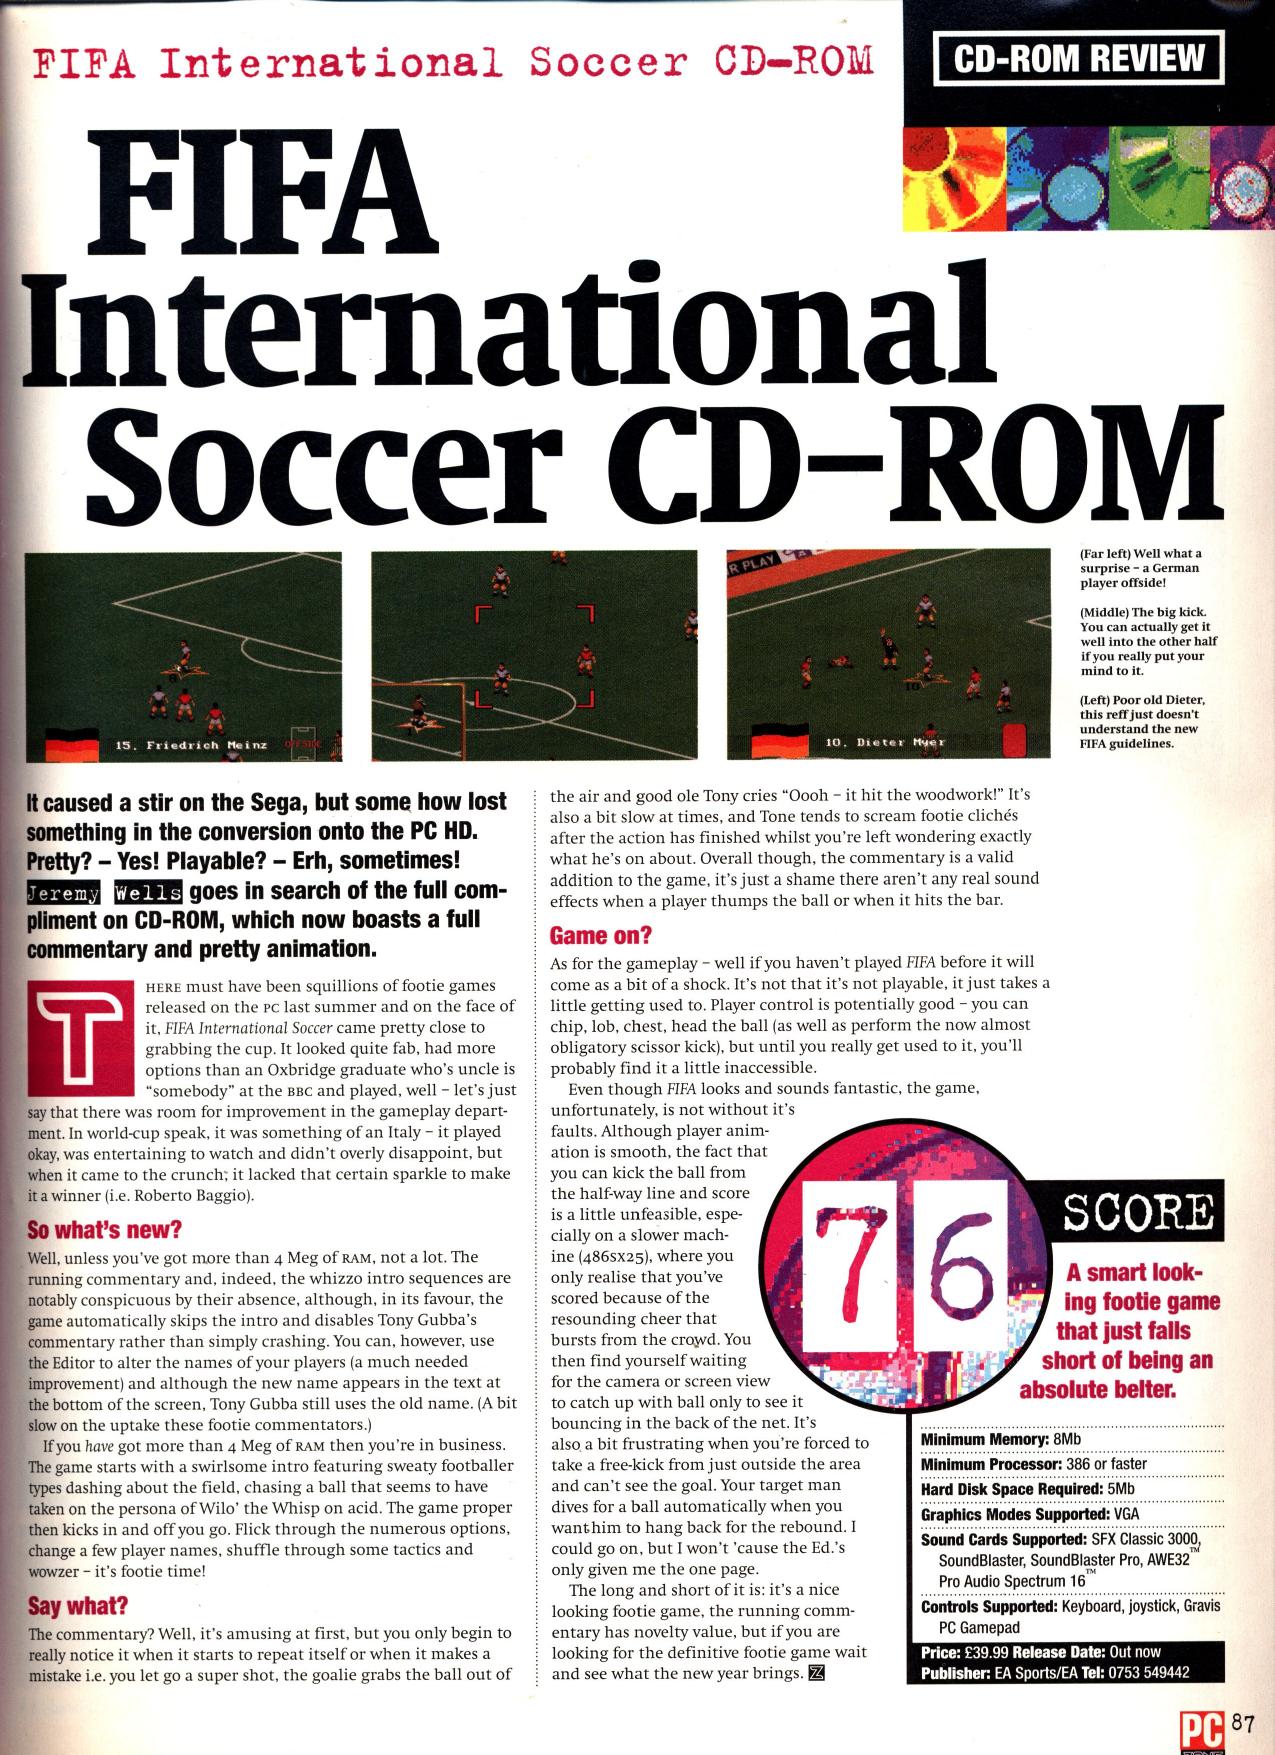 FIFA International Soccer CD-ROM
CD-ROM REVIEW
FIFA
International
Soccer CD-ROM
R PLAY
15. Friedrich Meinz
OFFSIDE
10. Dieter Myer
(Far left) Well what a
surprise – a German
player offside!
(Middle) The big kick.
You can actually get it
well into the other half
if you really put your
mind to it.
(Left) Poor old Dieter,
this reff just doesn't
understand the new
FIFA guidelines.
It caused a stir on the Sega, but some how lost
something in the conversion onto the PC HD.
Pretty? – Yes! Playable? – Erh, sometimes!
Jeremy Wells goes in search of the full com-
pliment on CD-ROM, which now boasts a full
commentary and pretty animation.
THERE must have been squillions of footie games
released on the PC last summer and on the face of
it, FIFA International Soccer came pretty close to
grabbing the cup. It looked quite fab, had more
options than an Oxbridge graduate who's uncle is
"somebody" at the BBC and played, well – let's just
say that there was room for improvement in the gameplay depart-
ment. In world-cup speak, it was something of an Italy – it played
okay, was entertaining to watch and didn't overly disappoint, but
when it came to the crunch; it lacked that certain sparkle to make
it a winner (i.e. Roberto Baggio).
So what's new?
Well, unless you've got more than 4 Meg of RAM, not a lot. The
running commentary and, indeed, the whizzo intro sequences are
notably conspicuous by their absence, although, in its favour, the
game automatically skips the intro and disables Tony Gubba's
commentary rather than simply crashing. You can, however, use
the Editor to alter the names of your players (a much needed
improvement) and although the new name appears in the text at
the bottom of the screen, Tony Gubba still uses the old name. (A bit
slow on the uptake these footie commentators.)
If you have got more than 4 Meg of RAM then you're in business.
The game starts with a swirlsome intro featuring sweaty footballer
types dashing about the field, chasing a ball that seems to have
taken on the persona of Wilo' the Whisp on acid. The game proper
then kicks in and off you go. Flick through the numerous options,
change a few player names, shuffle through some tactics and
wowzer – it's footie time!
Say what?
The commentary? Well, it's amusing at first, but you only begin to
really notice it when it starts to repeat itself or when it makes a
mistake i.e. you let go a super shot, the goalie grabs the ball out of
the air and good ole Tony cries "Oooh – it hit the woodwork!" It's
also a bit slow at times, and Tone tends to scream footie clichés
after the action has finished whilst you're left wondering exactly
what he's on about. Overall though, the commentary is a valid
addition to the game, it's just a shame there aren't any real sound
effects when a player thumps the ball or when it hits the bar.
Game on?
As for the gameplay – well if you haven't played FIFA before it will
come as a bit of a shock. It's not that it's not playable, it just takes a
little getting used to. Player control is potentially good – you can
chip, lob, chest, head the ball (as well as perform the now almost
obligatory scissor kick), but until you really get used to it, you'll
probably find it a little inaccessible.
Even though FIFA looks and sounds fantastic, the game,
unfortunately, is not without it's
faults. Although player anim-
ation is smooth, the fact that
you can kick the ball from
the half-way line and score
is a little unfeasible, espe-
cially on a slower mach-
ine (486SX25), where you
only realise that you've
scored because of the
resounding cheer that
bursts from the crowd. You
then find yourself waiting
for the camera or screen view
to catch up with ball only to see it
bouncing in the back of the net. It's
also a bit frustrating when you're forced to
take a free-kick from just outside the area
and can't see the goal. Your target man
dives for a ball automatically when you
want him to hang back for the rebound. I
could go on, but I won't 'cause the Ed.'s
only given me the one page.
The long and short of it is: it's a nice
looking footie game, the running comm-
entary has novelty value, but if you are
looking for the definitive footie game wait
and see what the new year brings. Z
76
SCORE
A smart look-
ing footie game
that just falls
short of being an
absolute belter.
Minimum Memory: 8Mb
Minimum Processor: 386 or faster
Hard Disk Space Required: 5Mb
Graphics Modes Supported: VGA
Sound Cards Supported: SFX Classic 3000,
SoundBlaster, SoundBlaster Pro, AWE32™
Pro Audio Spectrum 16™
Controls Supported: Keyboard, joystick, Gravis
PC Gamepad
Price: £39.99 Release Date: Out now
Publisher: EA Sports/EA Tel: 0753 549442
PC
ZONE
87